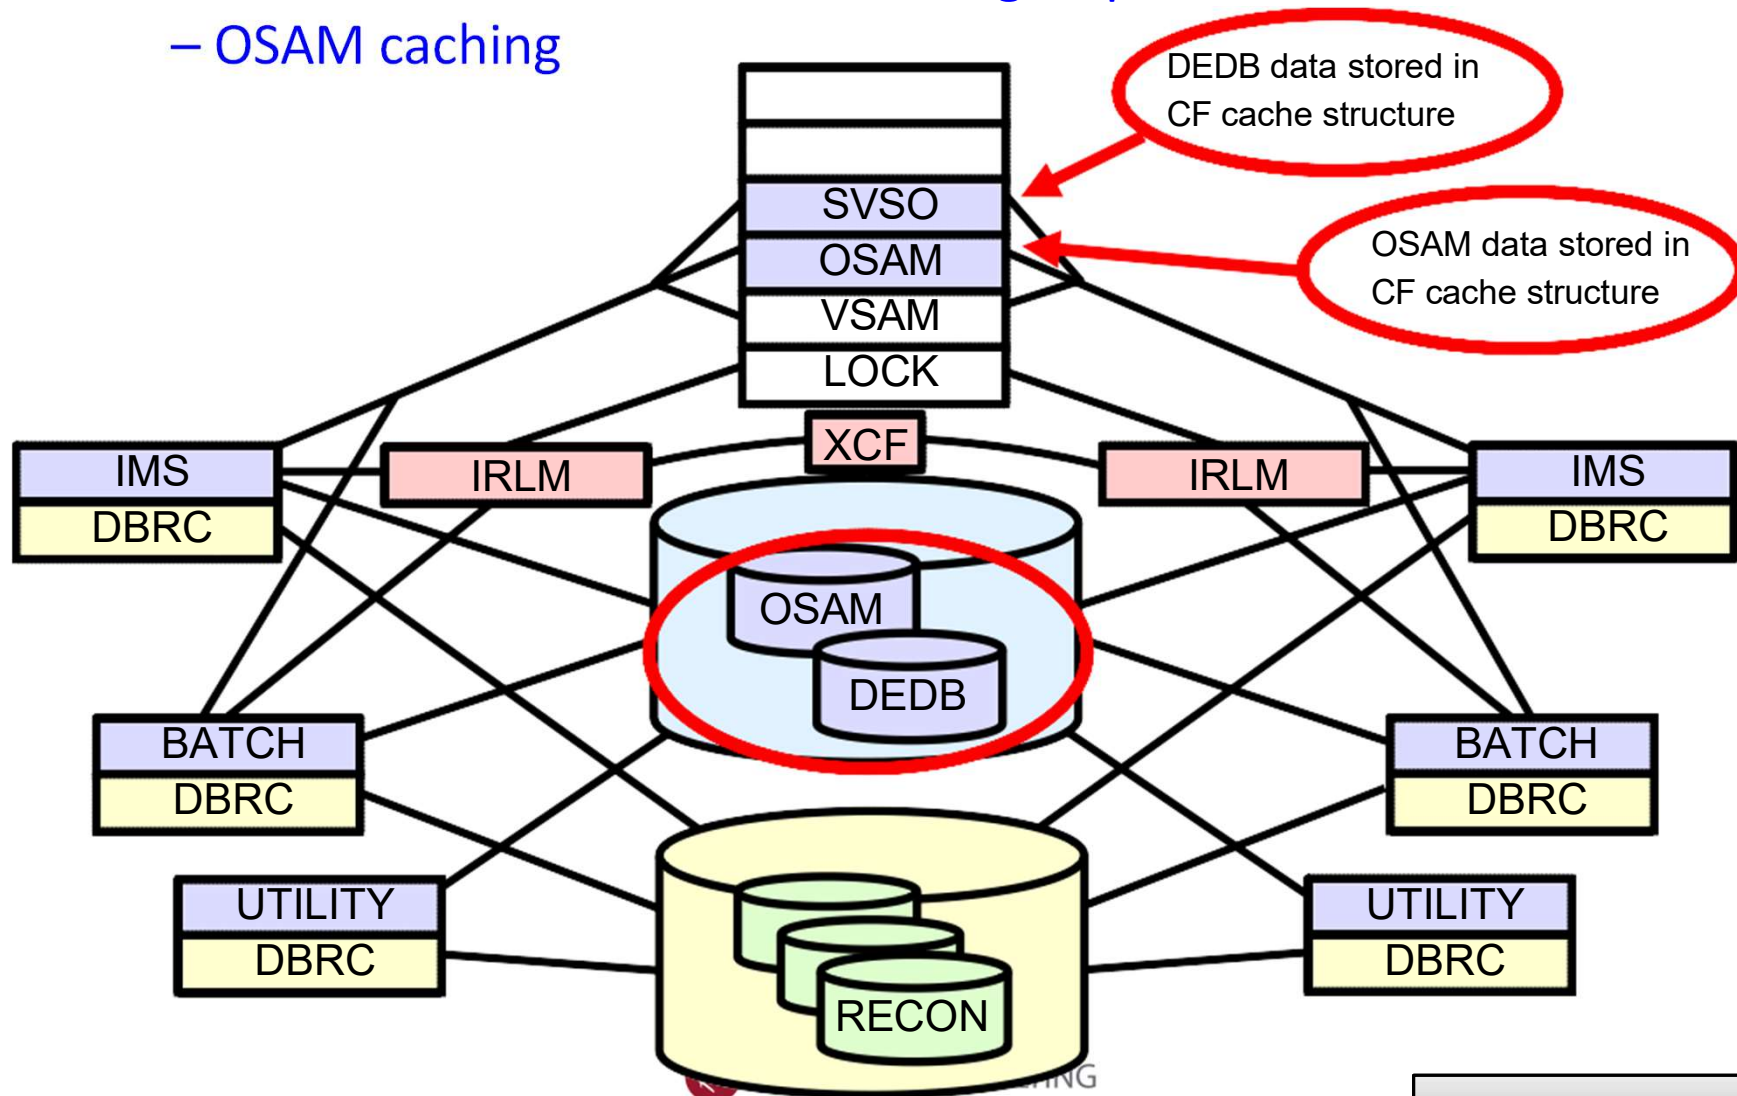 – OSAM caching
DEDB data stored in
CF cache structure
SVSO
OSAM
OSAM data stored in
CF cache structure
VSAM
LOCK
XCF
IMS
IRLM
IRLM
IMS
DBRC
DBRC
OSAM
DEDB
BATCH
BATCH
DBRC
DBRC
UTILITY
UTILITY
DBRC
DBRC
RECON